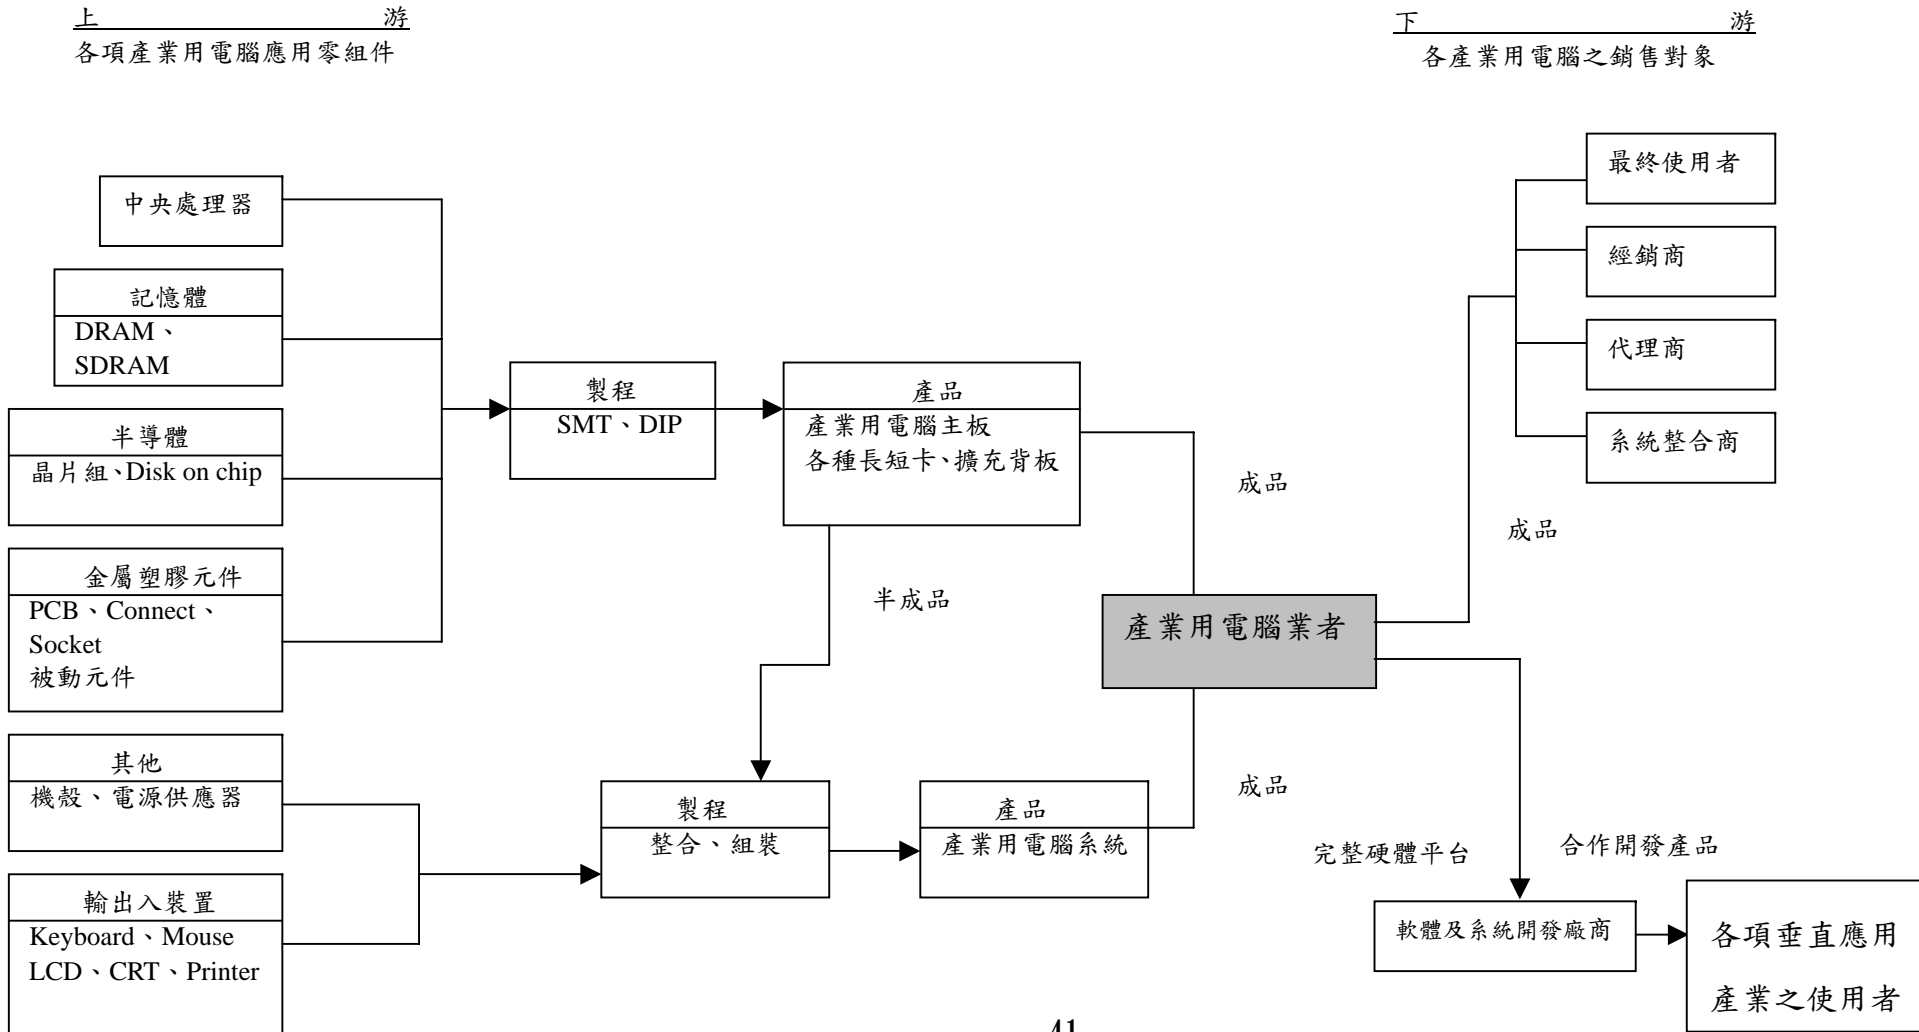 上游
各項產業用電腦應用零組件
下游
各產業用電腦之銷售對象
中央處理器
記憶體
DRAM、
SDRAM
半導體
晶片組、Disk on chip
金屬塑膠元件
PCB、Connect、
Socket
被動元件
其他
機殼、電源供應器
輸出入裝置
Keyboard、Mouse
LCD、CRT、Printer
製程
SMT、DIP
產品
產業用電腦主板
各種長短卡、擴充背板
半成品
製程
整合、組裝
產品
產業用電腦系統
成品
成品
產業用電腦業者
成品
最終使用者
經銷商
代理商
系統整合商
完整硬體平台
合作開發產品
軟體及系統開發廠商
各項垂直應用
產業之使用者
41